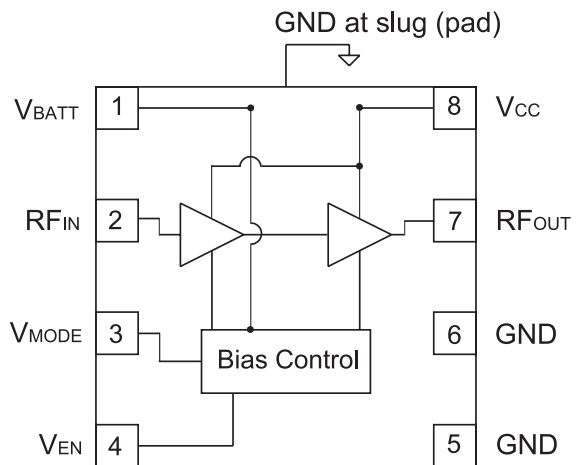 GND at slug (pad)
VBATT 1 8 VCC
RFIN 2 7 RFOUT
VMODE 3 6 GND
Bias Control
VEN 4 5 GND